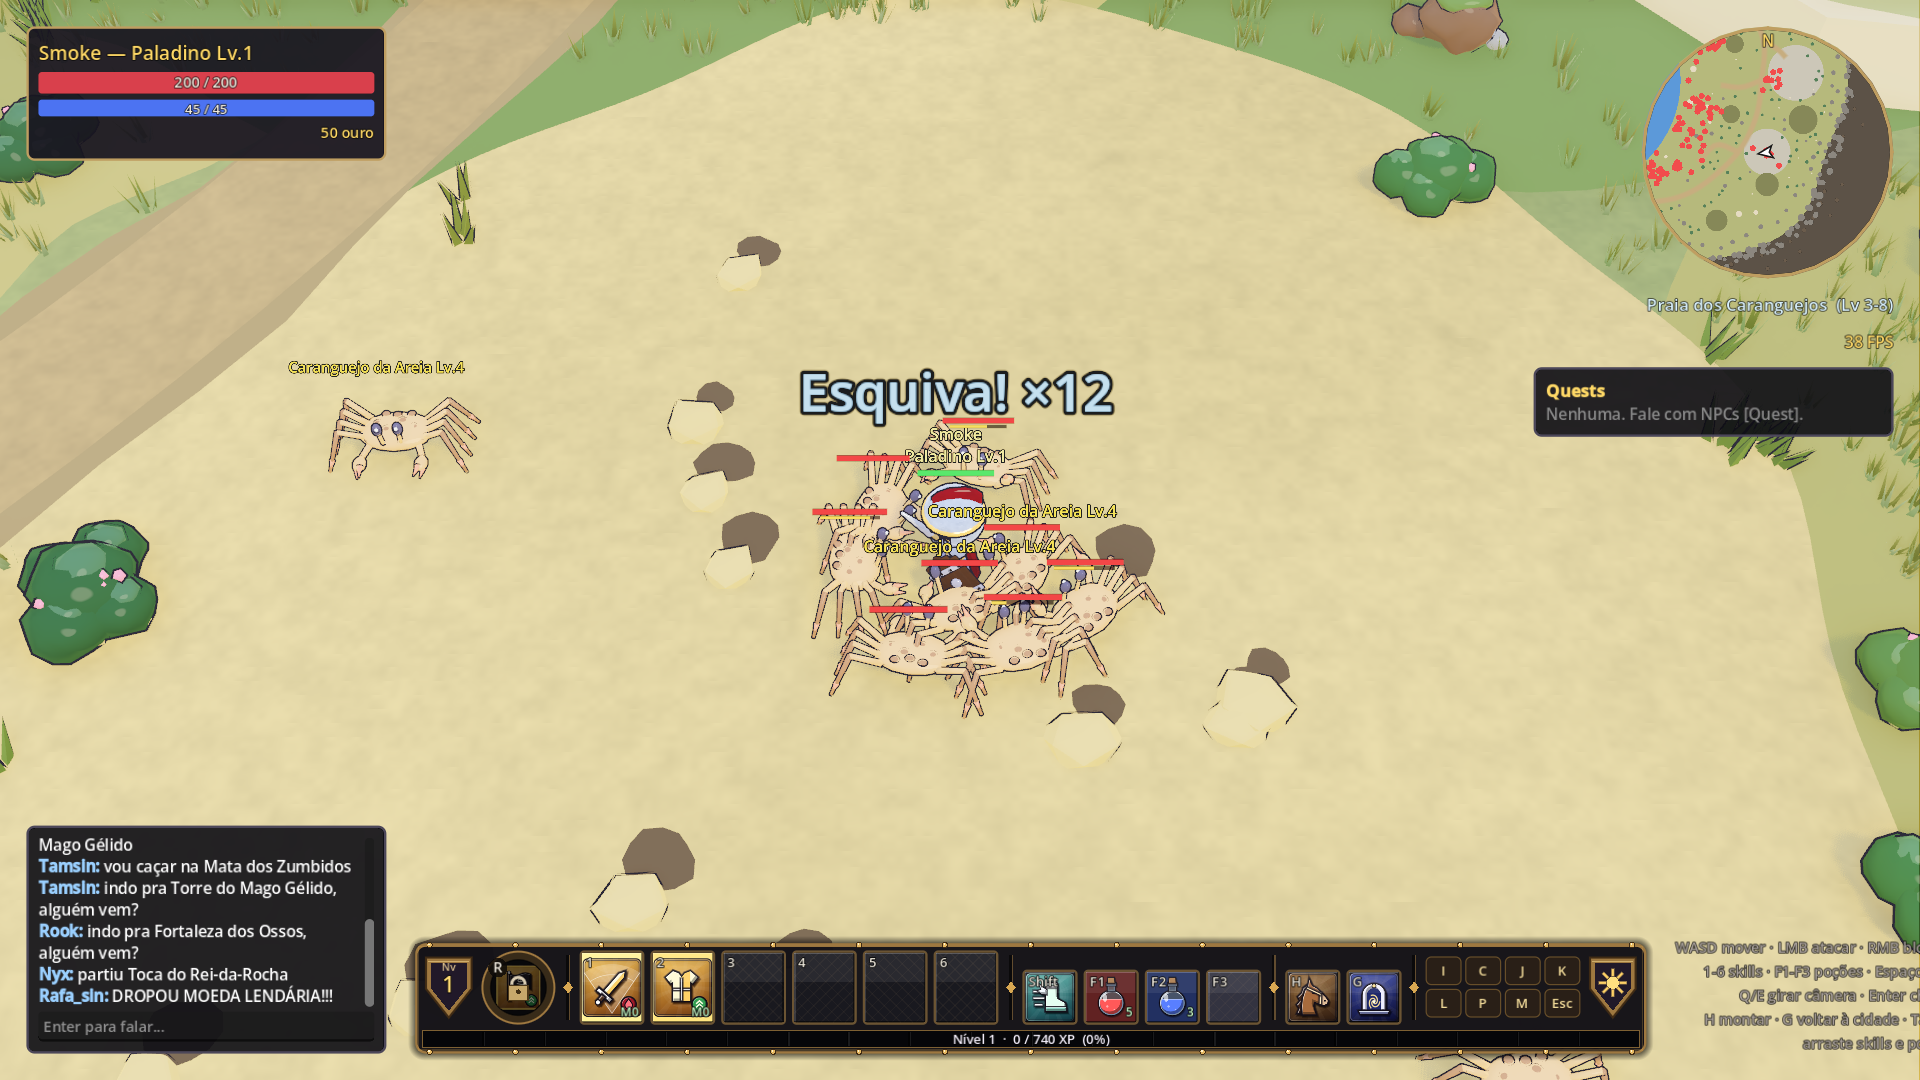 Smoke — Paladino Lv.1
200 / 200
45 / 45
50 ouro
N
Praia dos Caranguejos (Lv 3-8)
38 FPS
Quests
Nenhuma. Fale com NPCs [Quest].
Caranguejo da Areia Lv.4
Esquiva! ×12
Smoke
Paladino Lv.1
Caranguejo da Areia Lv.4
Caranguejo da Areia Lv.4
Mago Gélido
Tamsin: vou caçar na Mata dos Zumbidos
Tamsin: indo pra Torre do Mago Gélido,
alguém vem?
Rook: indo pra Fortaleza dos Ossos,
alguém vem?
Nyx: partiu Toca do Rei-da-Rocha
Rafa_sin: DROPOU MOEDA LENDÁRIA!!!
Enter para falar...
Nv
1
R
1
M0
2
M0
3
4
5
6
Shift
F1
5
F2
3
F3
H
G
I
C
J
K
L
P
M
Esc
Nível 1 · 0 / 740 XP (0%)
WASD mover · LMB atacar · RMB
1-6 skills · F1-F3 poções ·
Q/E girar câmera · Enter
H montar · G voltar à cidade ·
arraste skills e